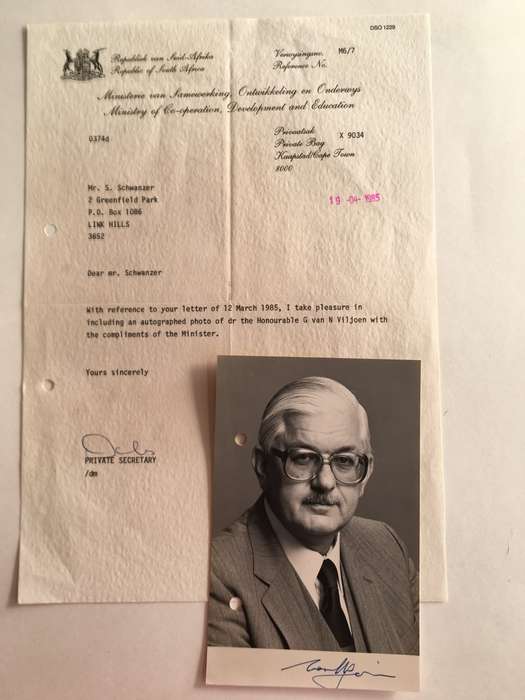 DSO 1229
Republiek van Suid-Afrika
Republic of South Africa
Verwysingsno. M6/7
Reference No.
Ministerie van Samewerking, Ontwikkeling en Onderwys
Ministry of Co-operation, Development and Education
0374d
Privaatsak X 9034
Private Bag
Kaapstad/Cape Town
8000
19 -04- 1985
Mr. S. Schwanzer
2 Greenfield Park
P.O. Box 1086
LINK HILLS
3652
Dear mr. Schwanzer
With reference to your letter of 12 March 1985, I take pleasure in
including an autographed photo of dr the Honourable G van N Viljoen with
the compliments of the Minister.
Yours sincerely
PRIVATE SECRETARY
/dm